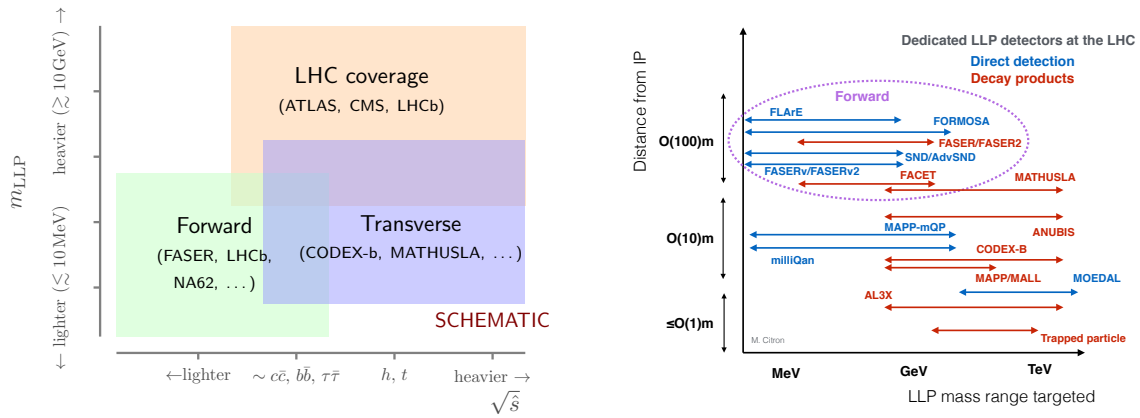 m_LLP
← lighter (≲ 10 MeV)
heavier (≳ 10 GeV) →
LHC coverage
(ATLAS, CMS, LHCb)
Forward
(FASER, LHCb,
NA62, ...)
Transverse
(CODEX-b, MATHUSLA, ...)
SCHEMATIC
←lighter
∼ cc̄, bb̄, ττ̄
h, t
heavier →
√ŝ
Distance from IP
Dedicated LLP detectors at the LHC
Direct detection
Decay products
Forward
FLArE
FORMOSA
O(100)m
FASER/FASER2
SND/AdvSND
FASERv/FASERv2
FACET
MATHUSLA
MAPP-mQP
ANUBIS
O(10)m
CODEX-B
milliQan
MAPP/MALL
MOEDAL
AL3X
≤O(1)m
M. Citron
Trapped particle
MeV
GeV
TeV
LLP mass range targeted